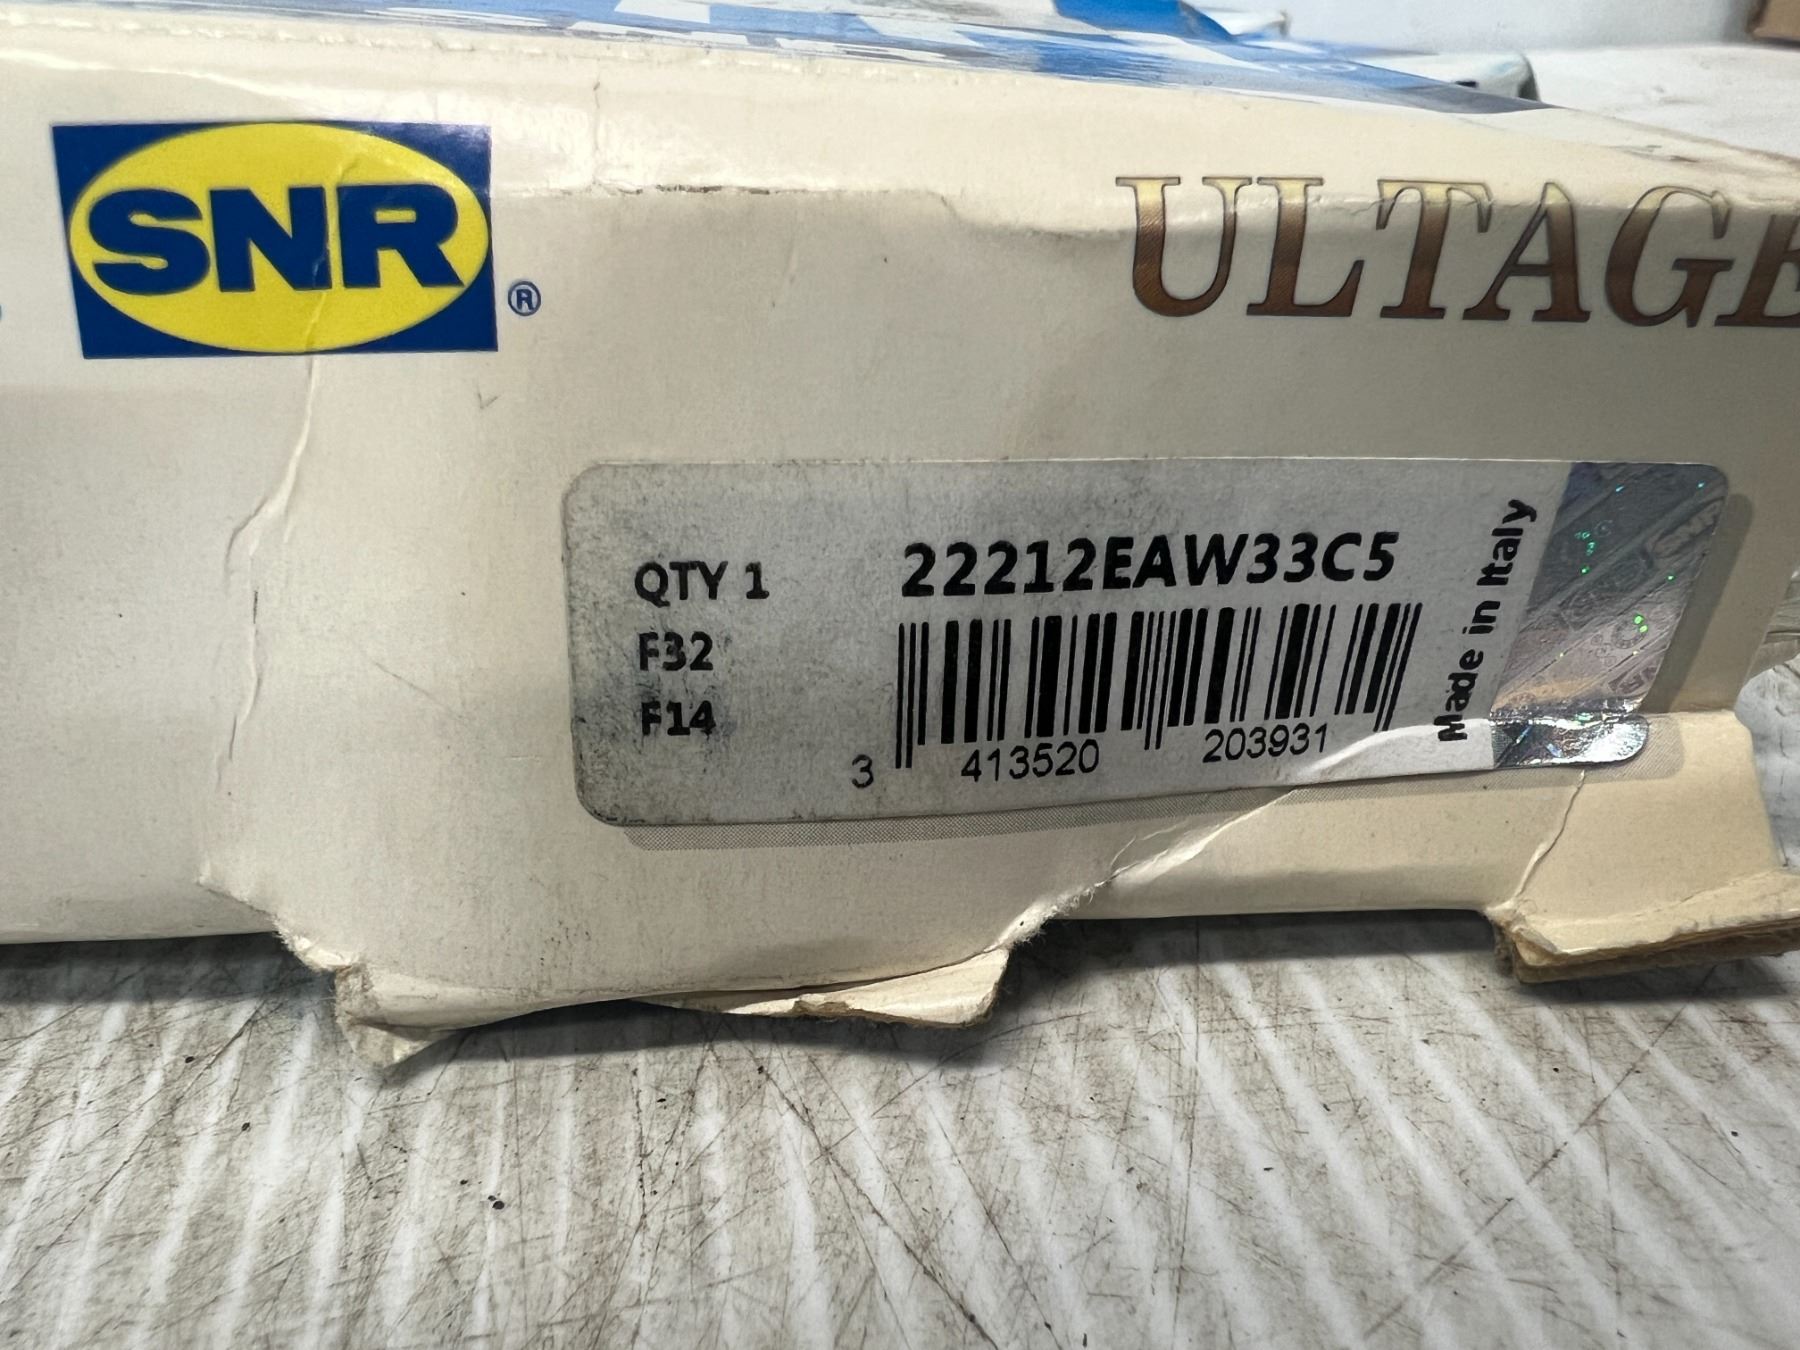 SNR
®
ULTAGE
QTY 1
22212EAW33C5
F32
F14
3 413520 203931
Made in Italy